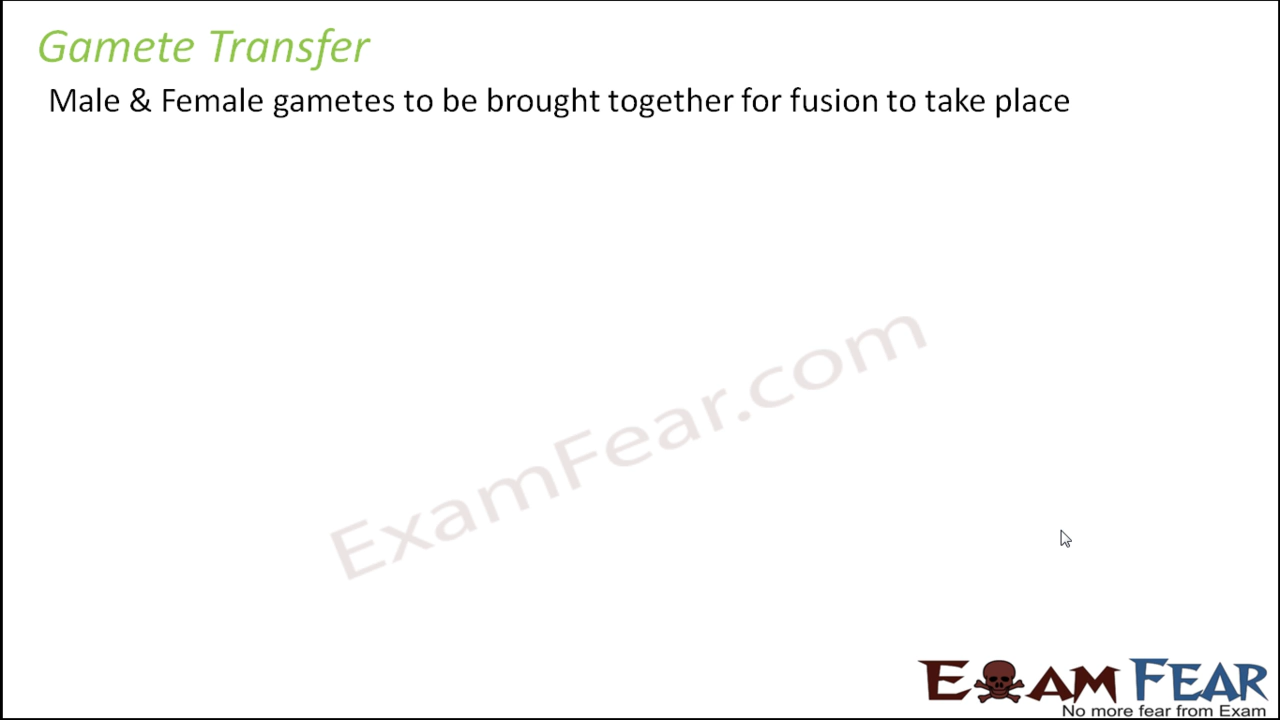 Gamete Transfer
Male & Female gametes to be brought together for fusion to take place
ExamFear.com
EXAM FEAR
No more fear from Exam